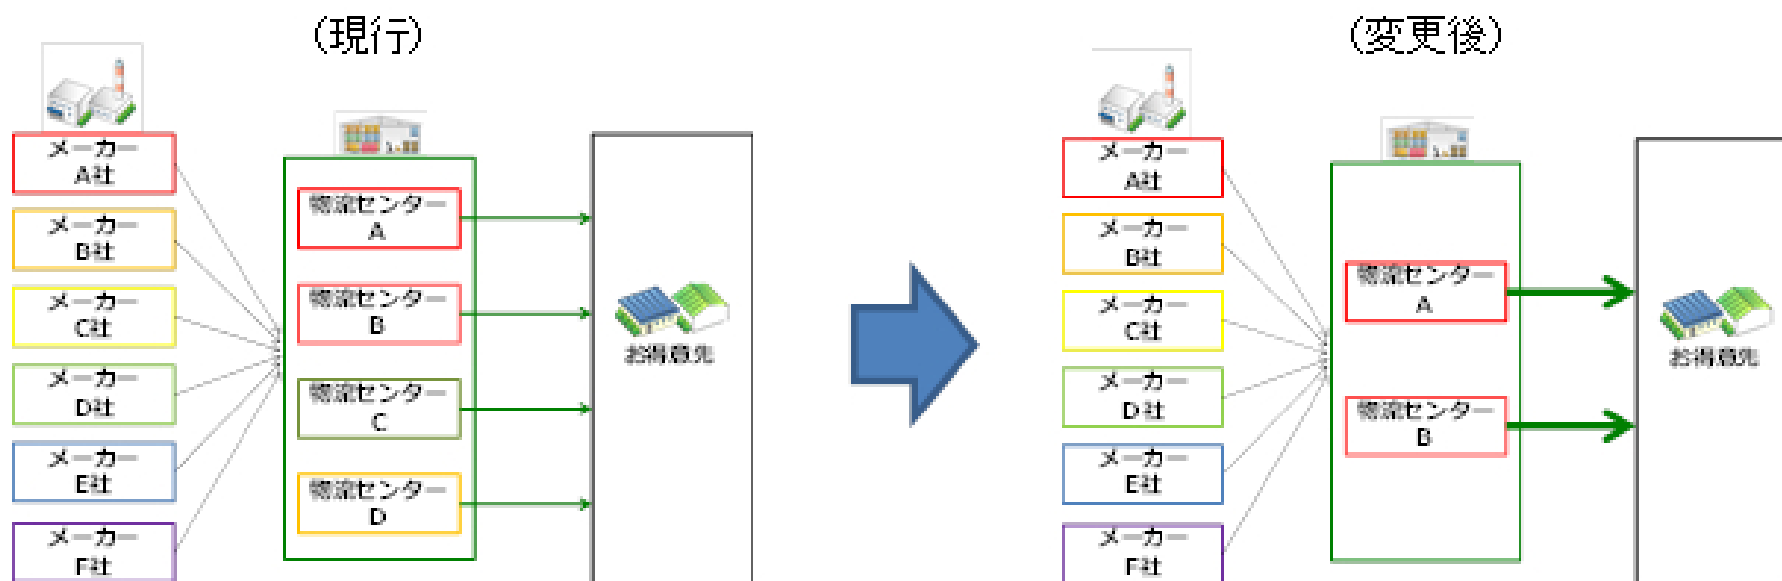 (現行)
メーカー
A社
メーカー
B社
メーカー
C社
メーカー
D社
メーカー
E社
メーカー
F社
物流センター
A
物流センター
B
物流センター
C
物流センター
D
お得意先
(変更後)
メーカー
A社
メーカー
B社
メーカー
C社
メーカー
D社
メーカー
E社
メーカー
F社
物流センター
A
物流センター
B
お得意先